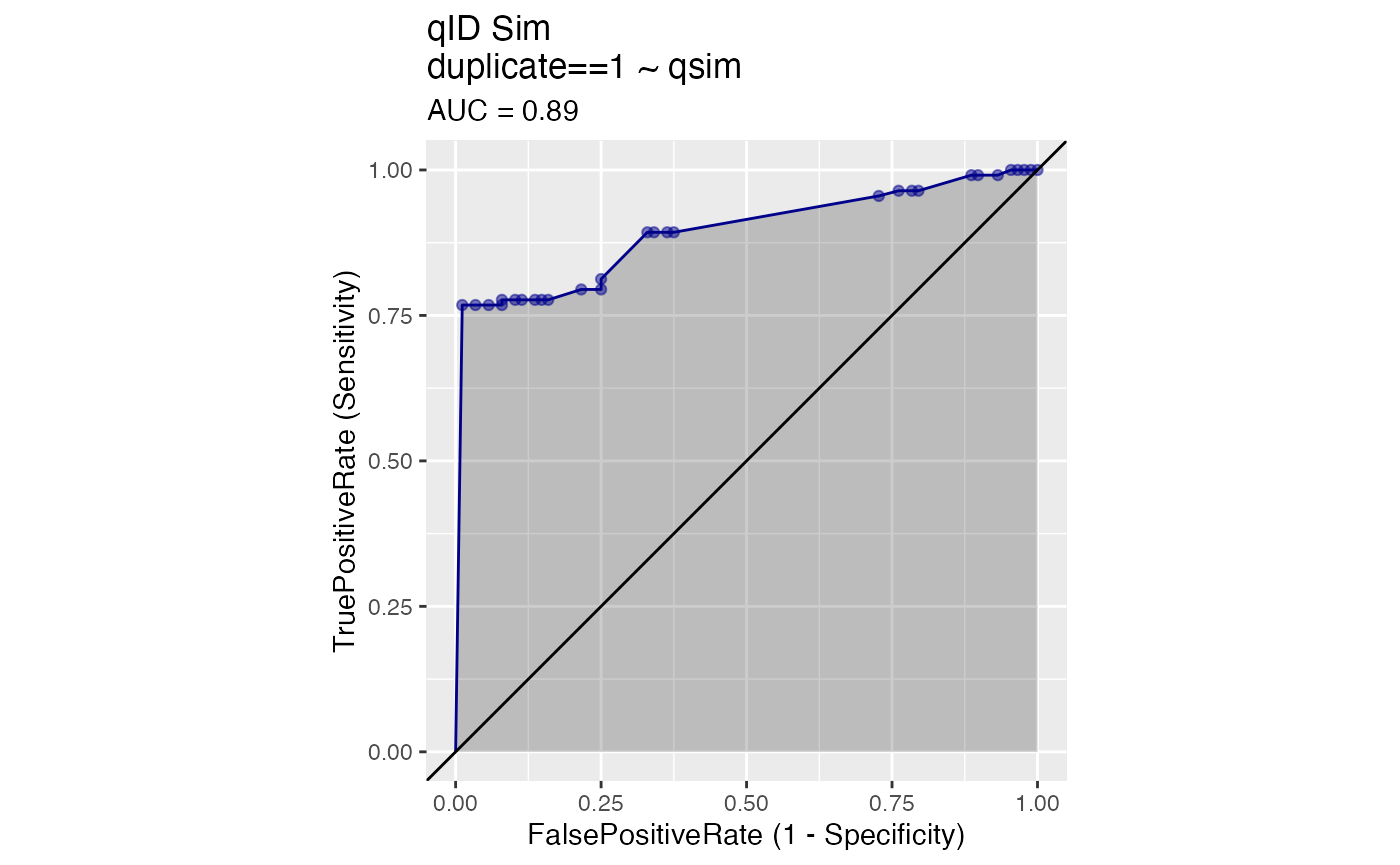 qID Sim
duplicate==1 ~ qsim
AUC = 0.89
TruePositiveRate (Sensitivity)
1.00
0.75
0.50
0.25
0.00
0.00 0.25 0.50 0.75 1.00
FalsePositiveRate (1 - Specificity)